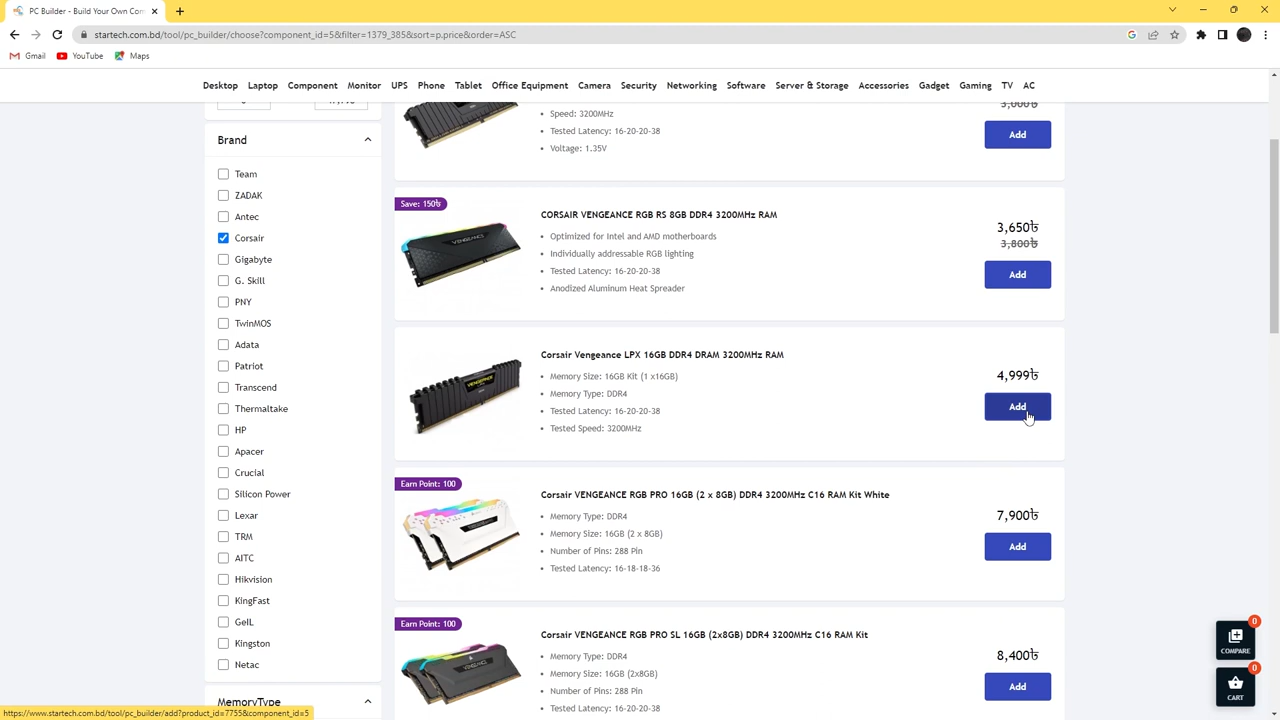 PC Builder - Build Your Own Com
startech.com.bd/tool/pc_builder/choose?component_id=5&filter=1379_385&sort=p.price&order=ASC
Gmail YouTube Maps
Desktop Laptop Component Monitor UPS Phone Tablet Office Equipment Camera Security Networking Software Server & Storage Accessories Gadget Gaming TV AC
Brand
Team
ZADAK
Antec
Corsair
Gigabyte
G. Skill
PNY
TwinMOS
Adata
Patriot
Transcend
Thermaltake
HP
Apacer
Crucial
Silicon Power
Lexar
TRM
AITC
Hikvision
KingFast
GeIL
Kingston
Netac
MemoryType
Speed: 3200MHz
Tested Latency: 16-20-20-38
Voltage: 1.35V
3,000৳
Add
Save: 150৳
VENGEANCE
CORSAIR VENGEANCE RGB RS 8GB DDR4 3200MHz RAM
Optimized for Intel and AMD motherboards
Individually addressable RGB lighting
Tested Latency: 16-20-20-38
Anodized Aluminum Heat Spreader
3,650৳
3,800৳
Add
VENGEANCE
Corsair Vengeance LPX 16GB DDR4 DRAM 3200MHz RAM
Memory Size: 16GB Kit (1 x16GB)
Memory Type: DDR4
Tested Latency: 16-20-20-38
Tested Speed: 3200MHz
4,999৳
Add
Earn Point: 100
Corsair VENGEANCE RGB PRO 16GB (2 x 8GB) DDR4 3200MHz C16 RAM Kit White
Memory Type: DDR4
Memory Size: 16GB (2 x 8GB)
Number of Pins: 288 Pin
Tested Latency: 16-18-18-36
7,900৳
Add
Earn Point: 100
Corsair VENGEANCE RGB PRO SL 16GB (2x8GB) DDR4 3200MHz C16 RAM Kit
Memory Type: DDR4
Memory Size: 16GB (2x8GB)
Number of Pins: 288 Pin
Tested Latency: 16-20-20-38
8,400৳
Add
0
COMPARE
0
CART
https://www.startech.com.bd/tool/pc_builder/add?product_id=7755&component_id=5